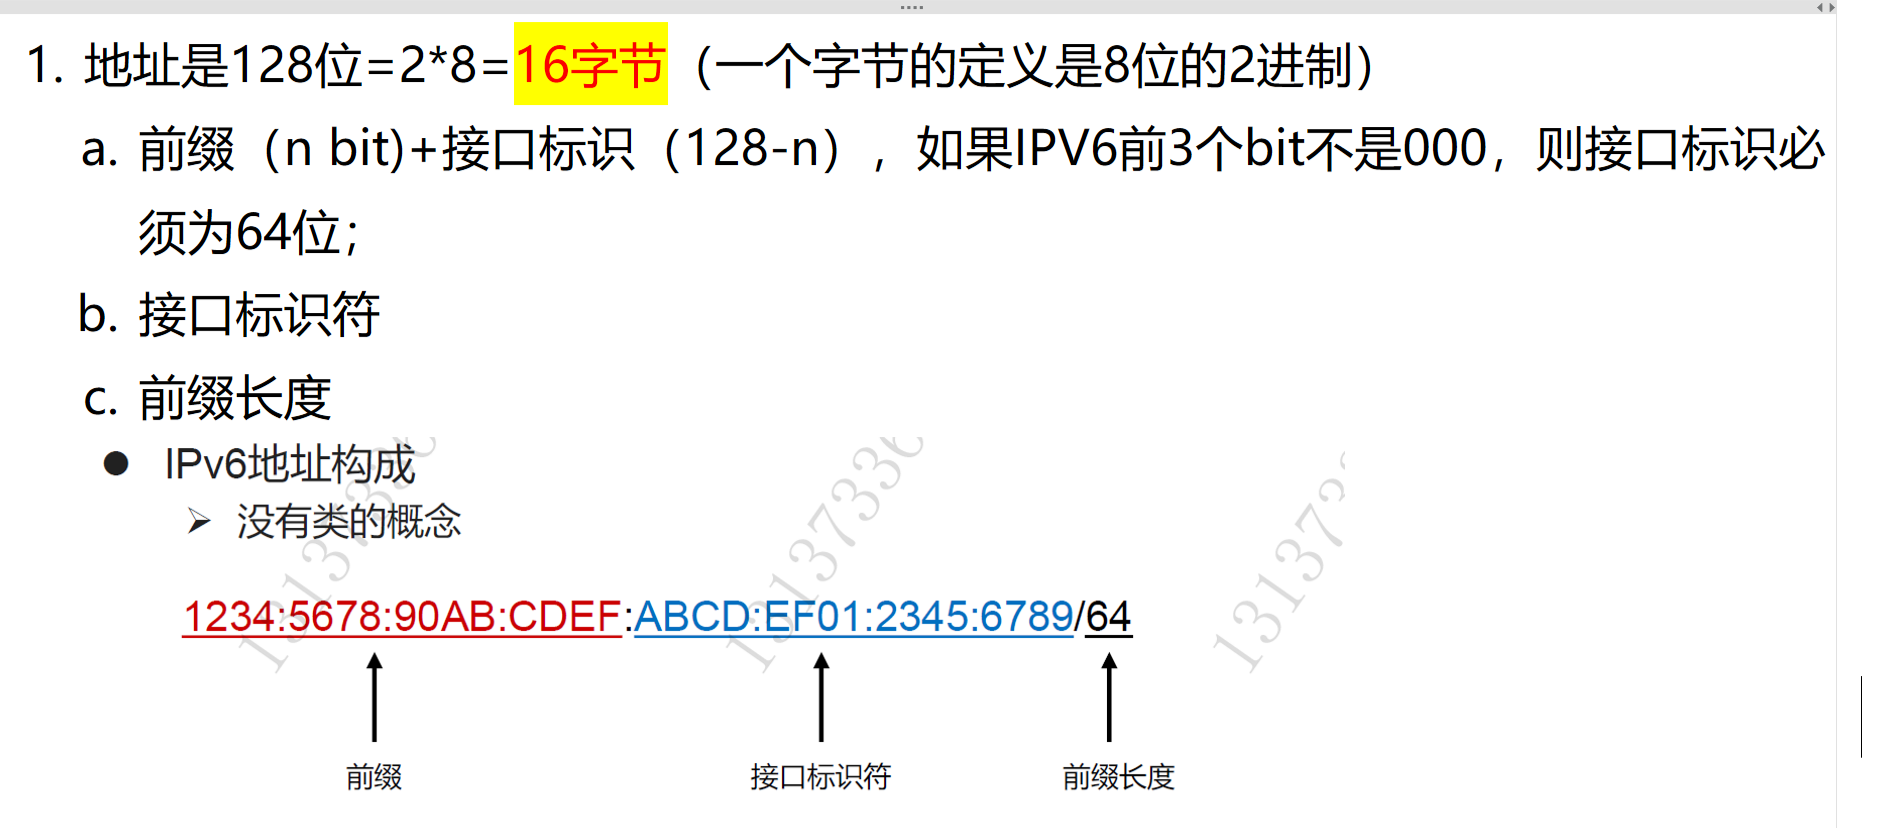 1. 地址是128位=2*8=16字节（一个字节的定义是8位的2进制）
a. 前缀（n bit)+接口标识（128-n），如果IPV6前3个bit不是000，则接口标识必
须为64位；
b. 接口标识符
c. 前缀长度
● IPv6地址构成
➢ 没有类的概念
1234:5678:90AB:CDEF:ABCD:EF01:2345:6789/64
前缀 接口标识符 前缀长度